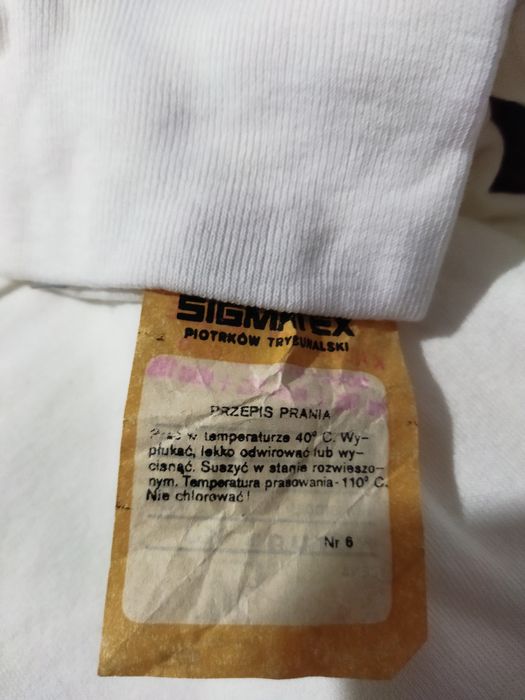 SIGMATEX
PIOTRKÓW TRYBUNALSKI
PRZEPIS PRANIA
Prać w temperaturze 40° C. Wy-
płukać, lekko odwirować lub wy-
cisnąć. Suszyć w stanie rozwieszo-
nym. Temperatura prasowania - 110° C.
Nie chlorować!
Nr 6